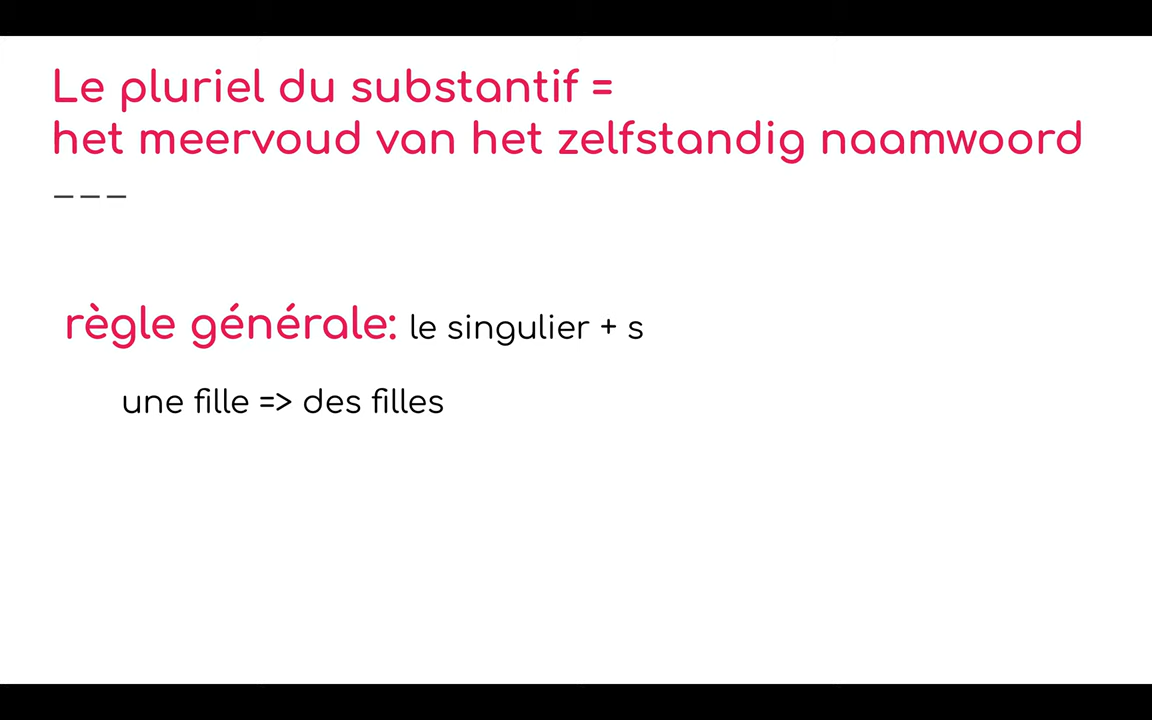 Le pluriel du substantif =
het meervoud van het zelfstandig naamwoord
– – –
règle générale: le singulier + s
une fille => des filles